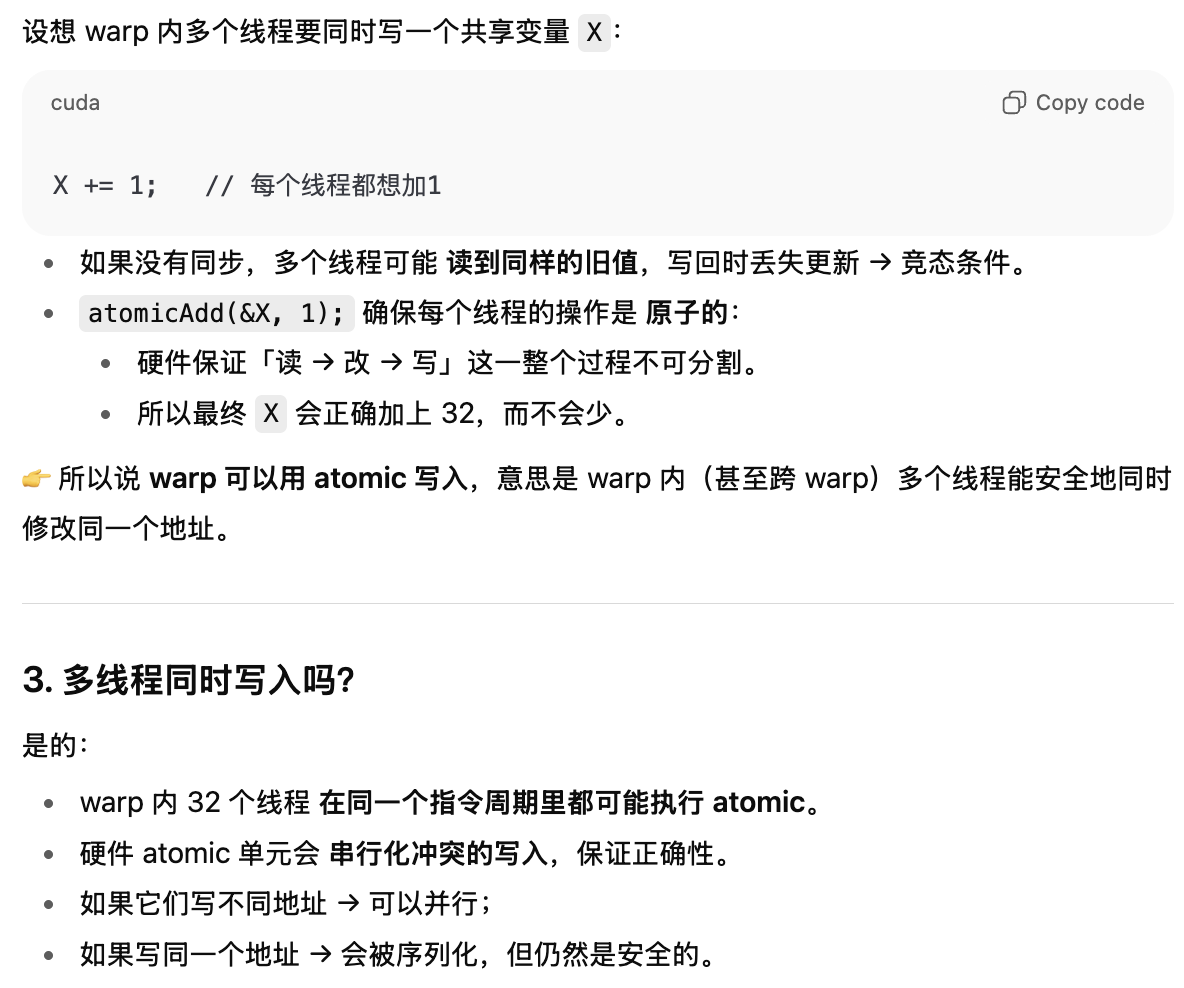 设想 warp 内多个线程要同时写一个共享变量 X：
cuda
Copy code
X += 1;   // 每个线程都想加1
• 如果没有同步，多个线程可能 读到同样的旧值，写回时丢失更新 → 竞态条件。
• atomicAdd(&X, 1); 确保每个线程的操作是 原子的：
• 硬件保证「读 → 改 → 写」这一整个过程不可分割。
• 所以最终 X 会正确加上 32，而不会少。
👉 所以说 warp 可以用 atomic 写入，意思是 warp 内（甚至跨 warp）多个线程能安全地同时
修改同一个地址。
3. 多线程同时写入吗？
是的：
• warp 内 32 个线程 在同一个指令周期里都可能执行 atomic。
• 硬件 atomic 单元会 串行化冲突的写入，保证正确性。
• 如果它们写不同地址 → 可以并行；
• 如果写同一个地址 → 会被序列化，但仍然是安全的。